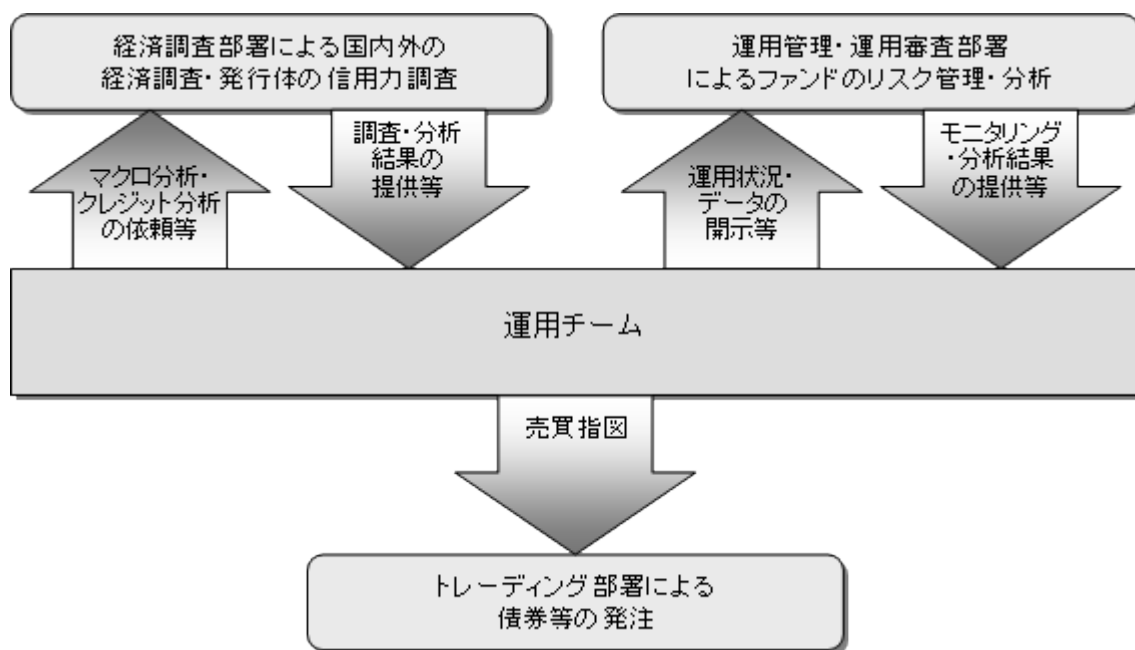 経済調査部署による国内外の
経済調査・発行体の信用力調査
運用管理・運用審査部署
によるファンドのリスク管理・分析
マクロ分析・
クレジット分析
の依頼等
調査・分析
結果の
提供等
運用状況・
データの
開示等
モニタリング
・分析結果
の提供等
運用チーム
売買指図
トレーディング部署による
債券等の発注